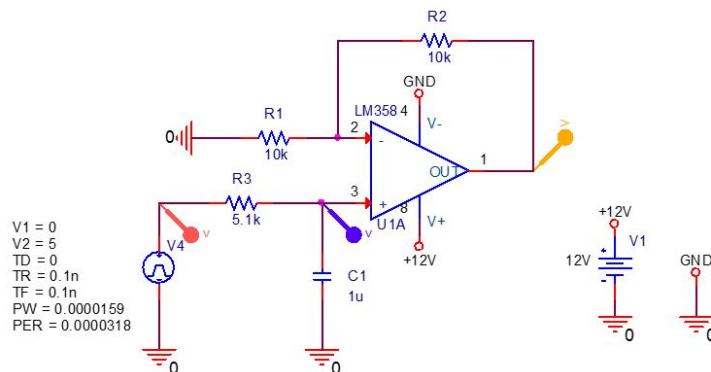 R2
10k
GND
LM358
4
V-
R1
2
-
0
10k
OUT
1
V
R3
3
+
5.1k
8
U1A
V+
V
V
V1 = 0
V2 = 5
TD = 0
TR = 0.1n
TF = 0.1n
PW = 0.0000159
PER = 0.0000318
V4
C1
1u
+12V
0
0
+12V
V1
12V
+
-
0
GND
0